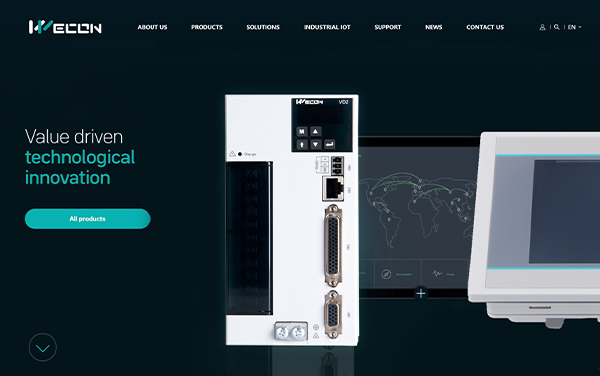 WECON
ABOUT US
PRODUCTS
SOLUTIONS
INDUSTRIAL IOT
SUPPORT
NEWS
CONTACT US
EN
Value driven
technological
innovation
All products
WECON VD2
M